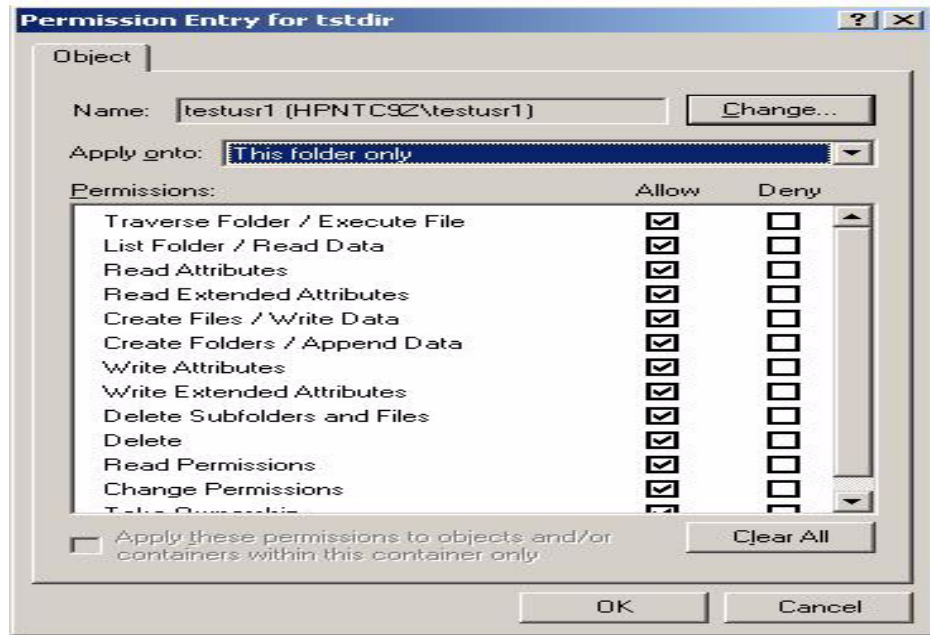 Permission Entry for tstdir
Object
Name: testusr1 (HPNTC9Z\testusr1) Change...
Apply onto: This folder only
Permissions: Allow Deny
Traverse Folder / Execute File
List Folder / Read Data
Read Attributes
Read Extended Attributes
Create Files / Write Data
Create Folders / Append Data
Write Attributes
Write Extended Attributes
Delete Subfolders and Files
Delete
Read Permissions
Change Permissions
Take Ownership
Apply these permissions to objects and/or
containers within this container only
Clear All
OK Cancel